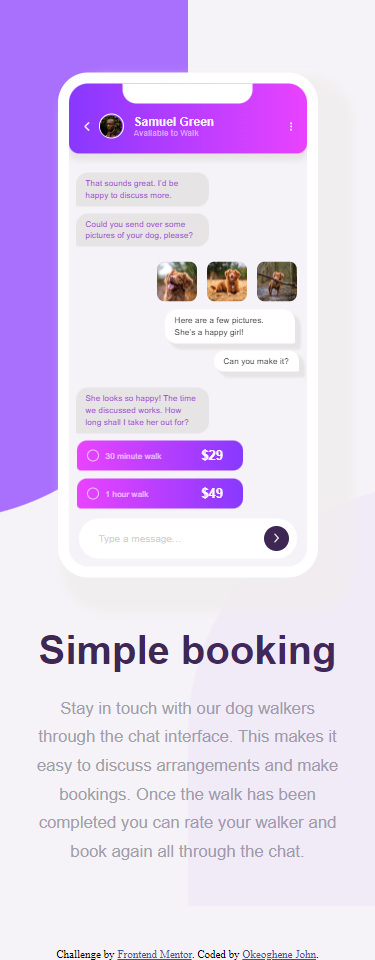 Samuel Green
Available to Walk
That sounds great. I'd be
happy to discuss more.
Could you send over some
pictures of your dog, please?
Here are a few pictures.
She's a happy girl!
Can you make it?
She looks so happy! The time
we discussed works. How
long shall I take her out for?
30 minute walk $29
1 hour walk $49
Type a message…
Simple booking
Stay in touch with our dog walkers
through the chat interface. This makes it
easy to discuss arrangements and make
bookings. Once the walk has been
completed you can rate your walker and
book again all through the chat.
Challenge by Frontend Mentor. Coded by Okeoghene John.